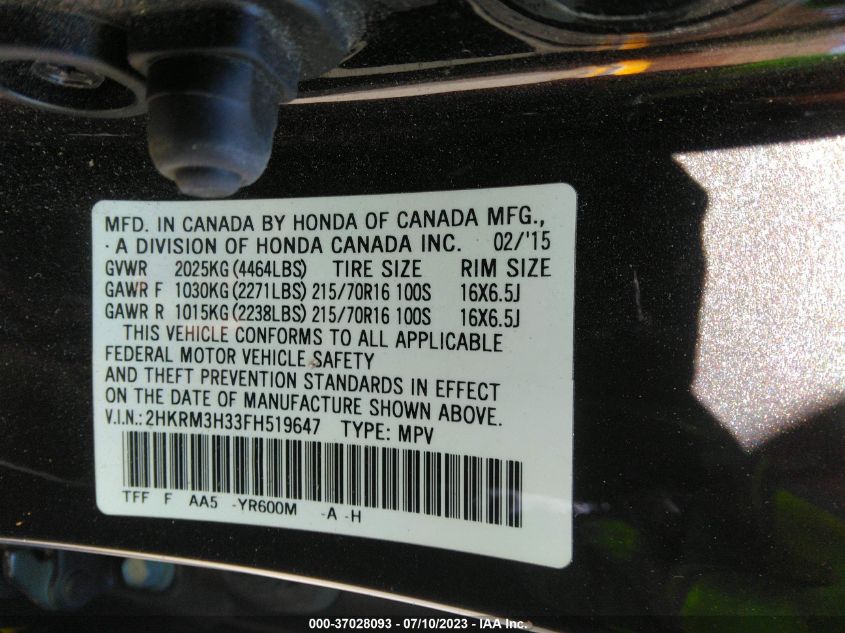 MFD. IN CANADA BY HONDA OF CANADA MFG.,
· A DIVISION OF HONDA CANADA INC. 02/'15
GVWR 2025KG (4464LBS) TIRE SIZE RIM SIZE
GAWR F 1030KG (2271LBS) 215/70R16 100S 16X6.5J
GAWR R 1015KG (2238LBS) 215/70R16 100S 16X6.5J
THIS VEHICLE CONFORMS TO ALL APPLICABLE
FEDERAL MOTOR VEHICLE SAFETY
AND THEFT PREVENTION STANDARDS IN EFFECT
ON THE DATE OF MANUFACTURE SHOWN ABOVE.
V.I.N.: 2HKRM3H33FH519647 TYPE: MPV
TFF F AA5 -YR600M -A -H
000-37028093 - 07/10/2023 - IAA Inc.